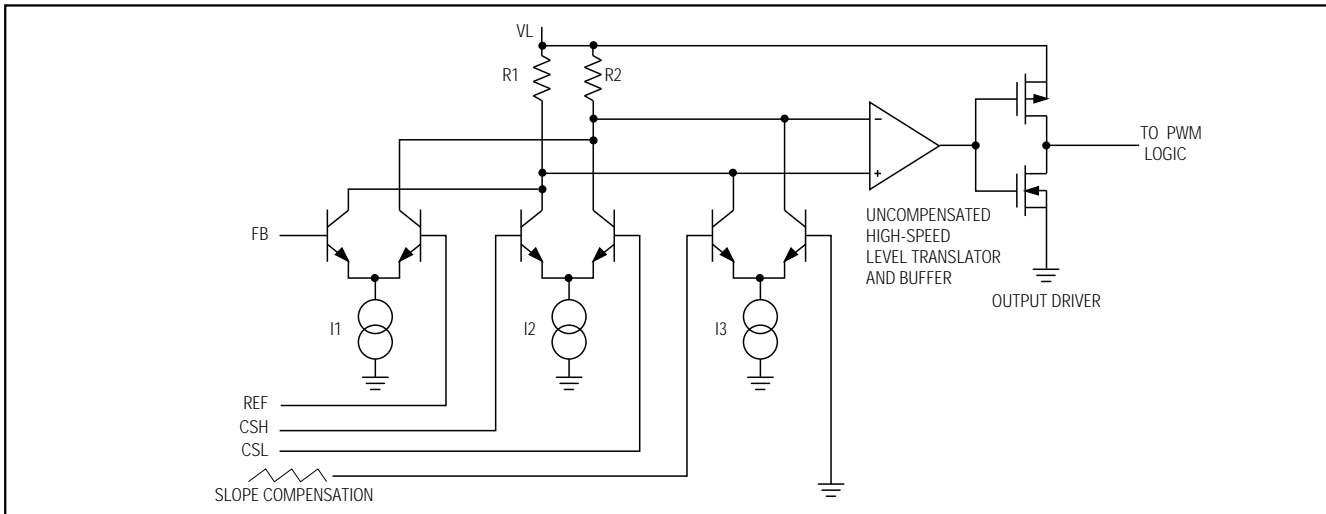 VL
R1
R2
TO PWM
LOGIC
FB
UNCOMPENSATED
HIGH-SPEED
LEVEL TRANSLATOR
AND BUFFER
OUTPUT DRIVER
I1
I2
I3
REF
CSH
CSL
SLOPE COMPENSATION